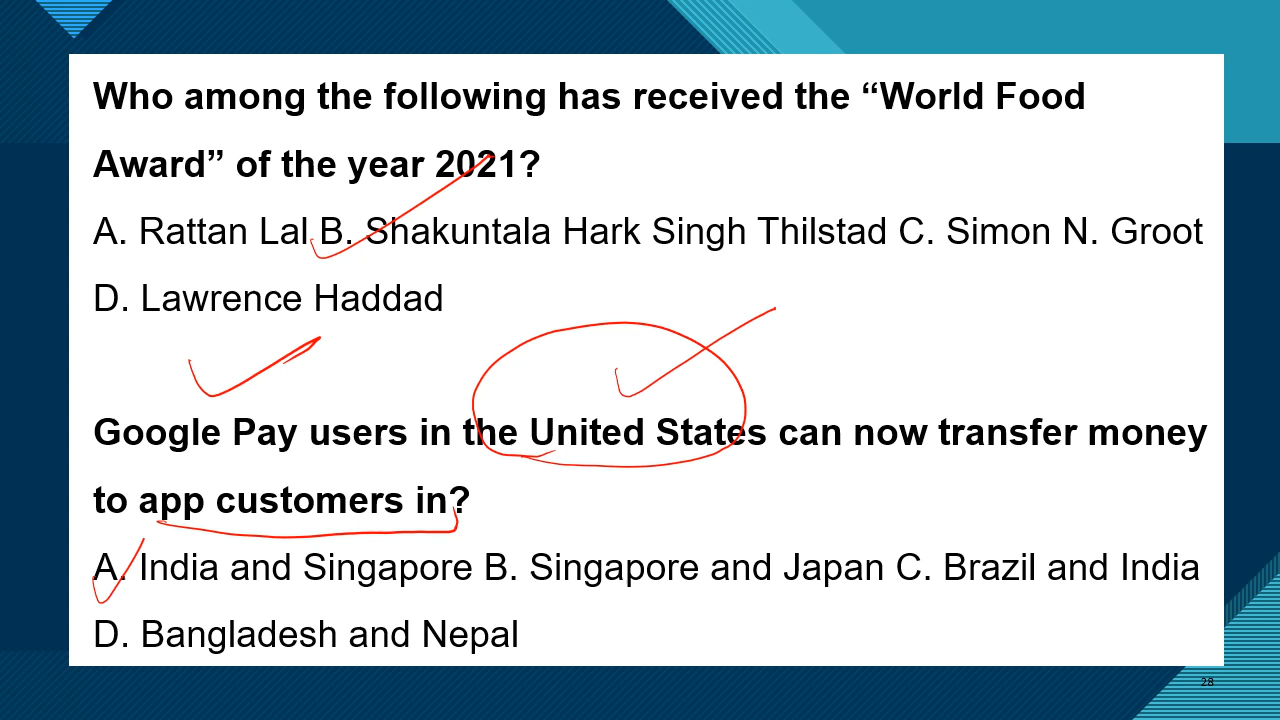 Who among the following has received the “World Food
Award” of the year 2021?
A. Rattan Lal B. Shakuntala Hark Singh Thilstad C. Simon N. Groot
D. Lawrence Haddad
Google Pay users in the United States can now transfer money
to app customers in?
A. India and Singapore B. Singapore and Japan C. Brazil and India
D. Bangladesh and Nepal
28